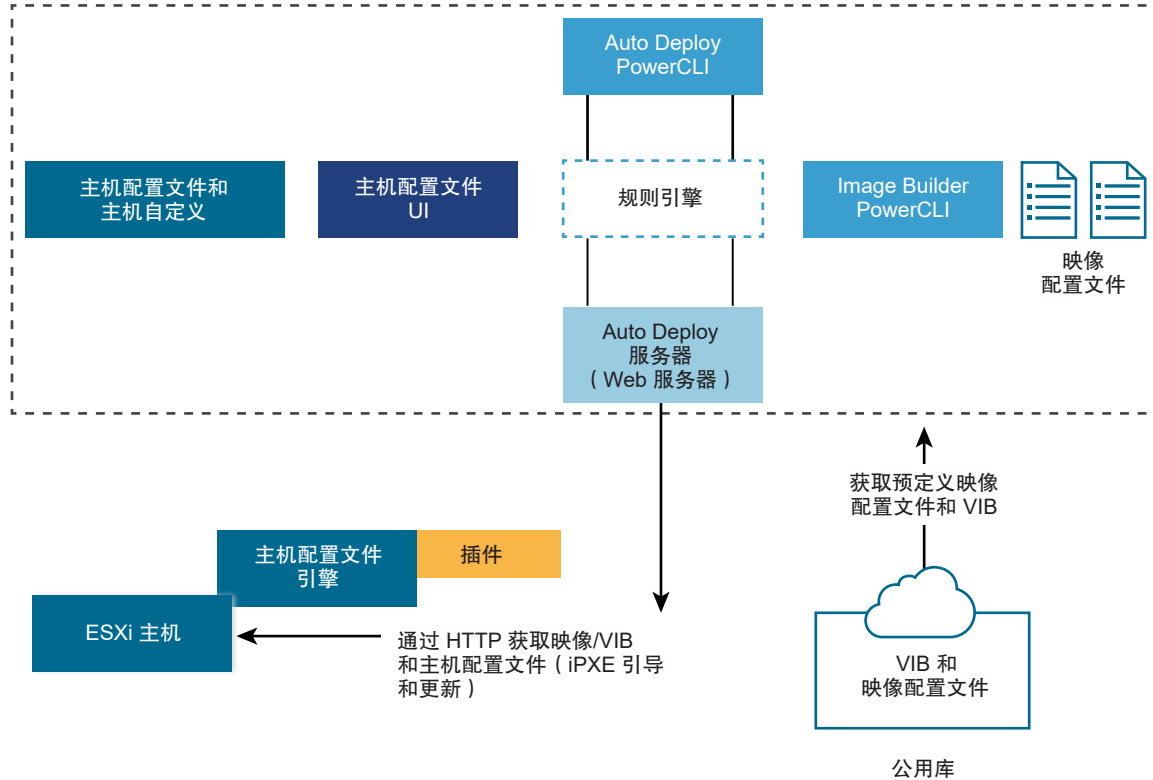 Auto Deploy
PowerCLI
主机配置文件和
主机自定义
主机配置文件
UI
规则引擎
Image Builder
PowerCLI
映像
配置文件
Auto Deploy
服务器
(Web 服务器)
获取预定义映像
配置文件和 VIB
主机配置文件
引擎
插件
ESXi 主机
通过 HTTP 获取映像/VIB
和主机配置文件(iPXE 引导
和更新)
VIB 和
映像配置文件
公用库